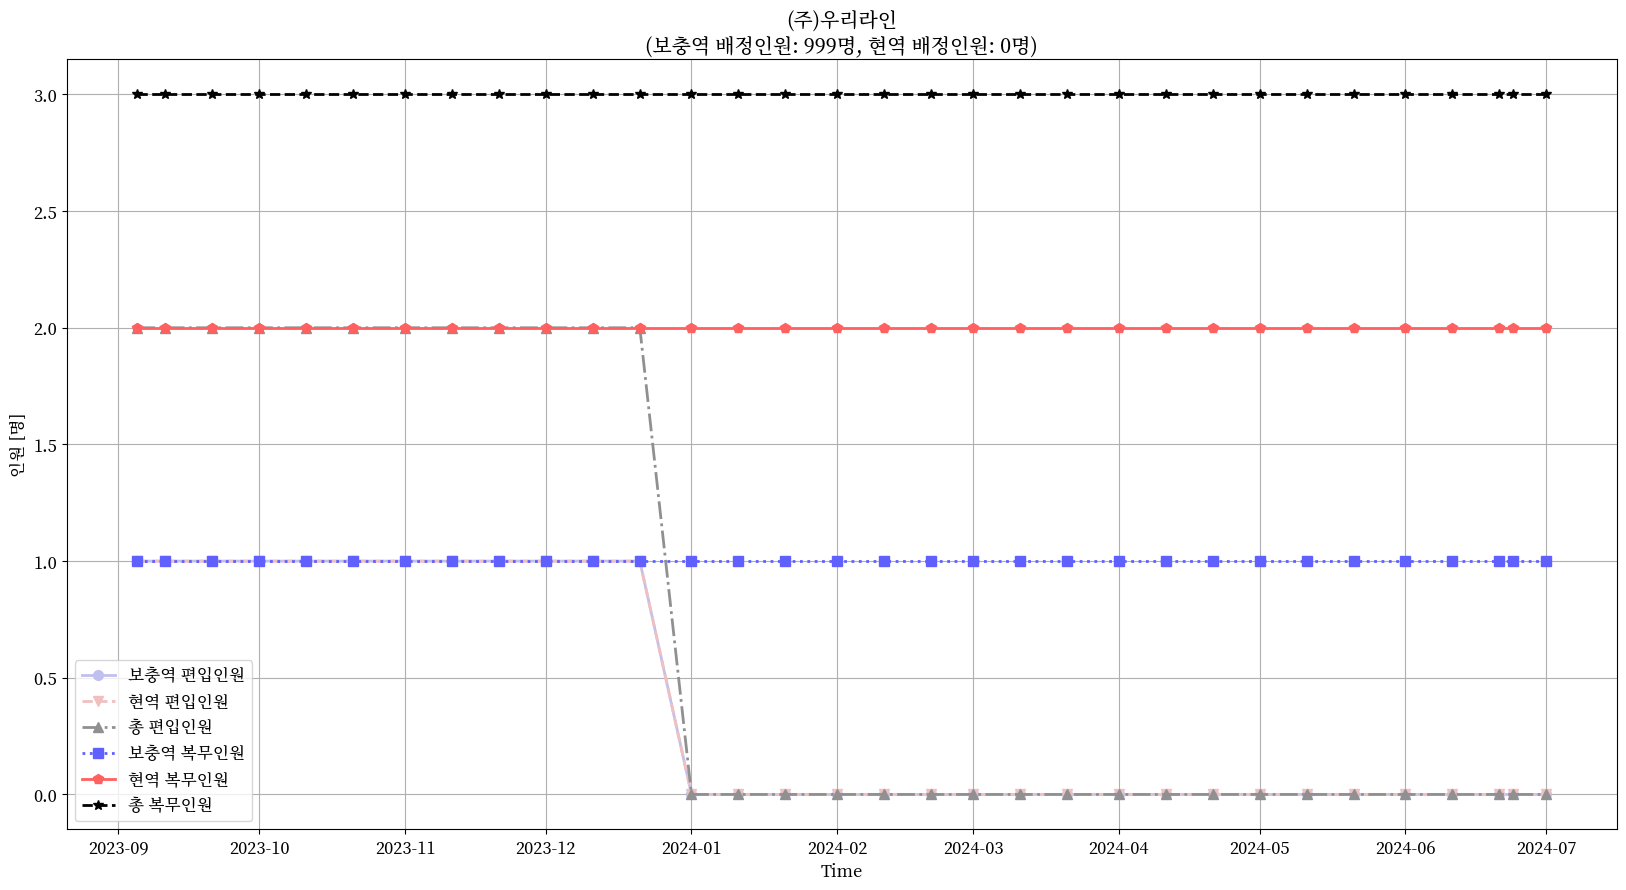 (주)우리라인
(보충역 배정인원: 999명, 현역 배정인원: 0명)
인원 [명]
3.0
2.5
2.0
1.5
1.0
0.5
0.0
보충역 편입인원
현역 편입인원
총 편입인원
보충역 복무인원
현역 복무인원
총 복무인원
2023-09 2023-10 2023-11 2023-12 2024-01 2024-02 2024-03 2024-04 2024-05 2024-06 2024-07
Time